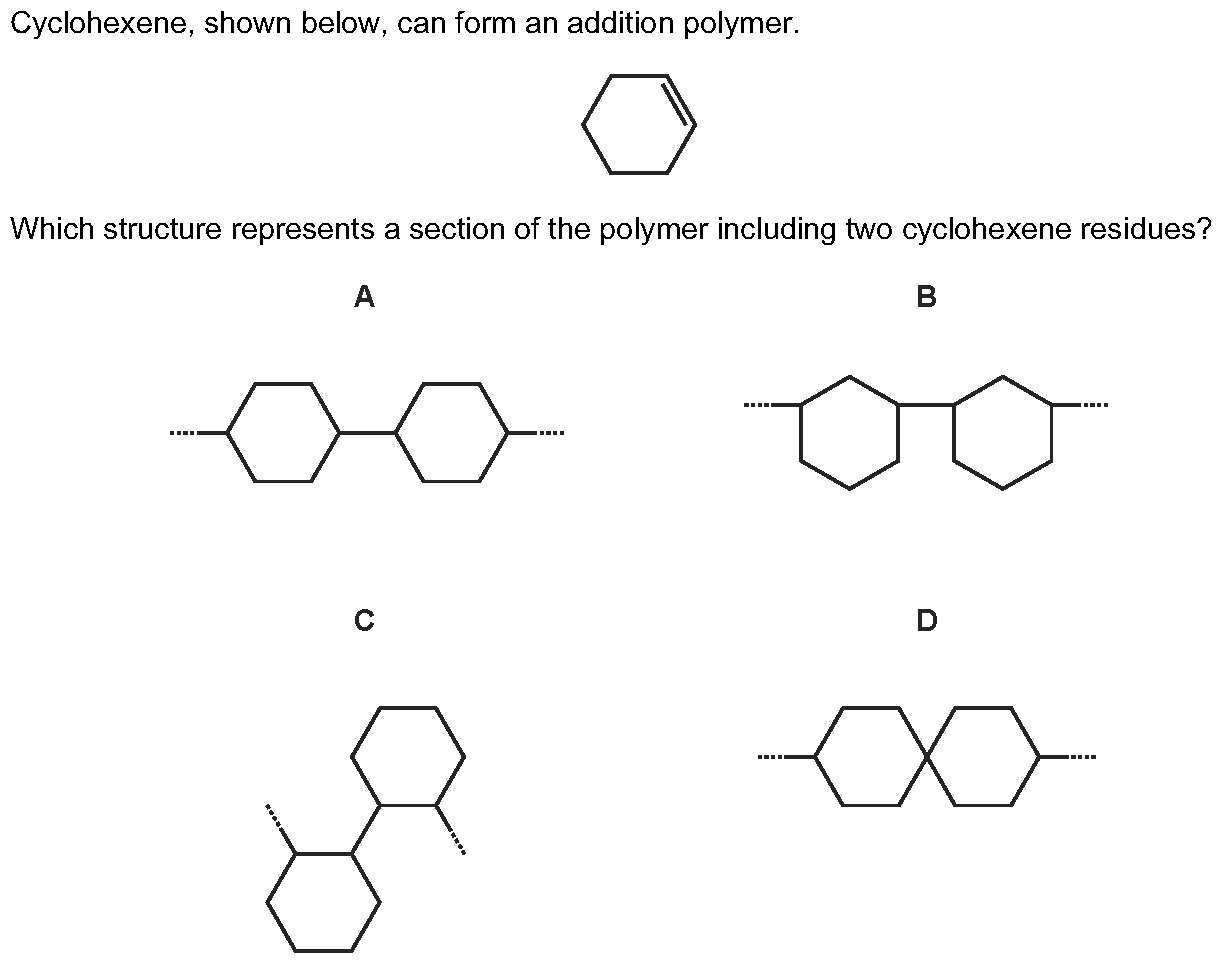 Cyclohexene, shown below, can form an addition polymer.
Which structure represents a section of the polymer including two cyclohexene residues?
A
B
C
D